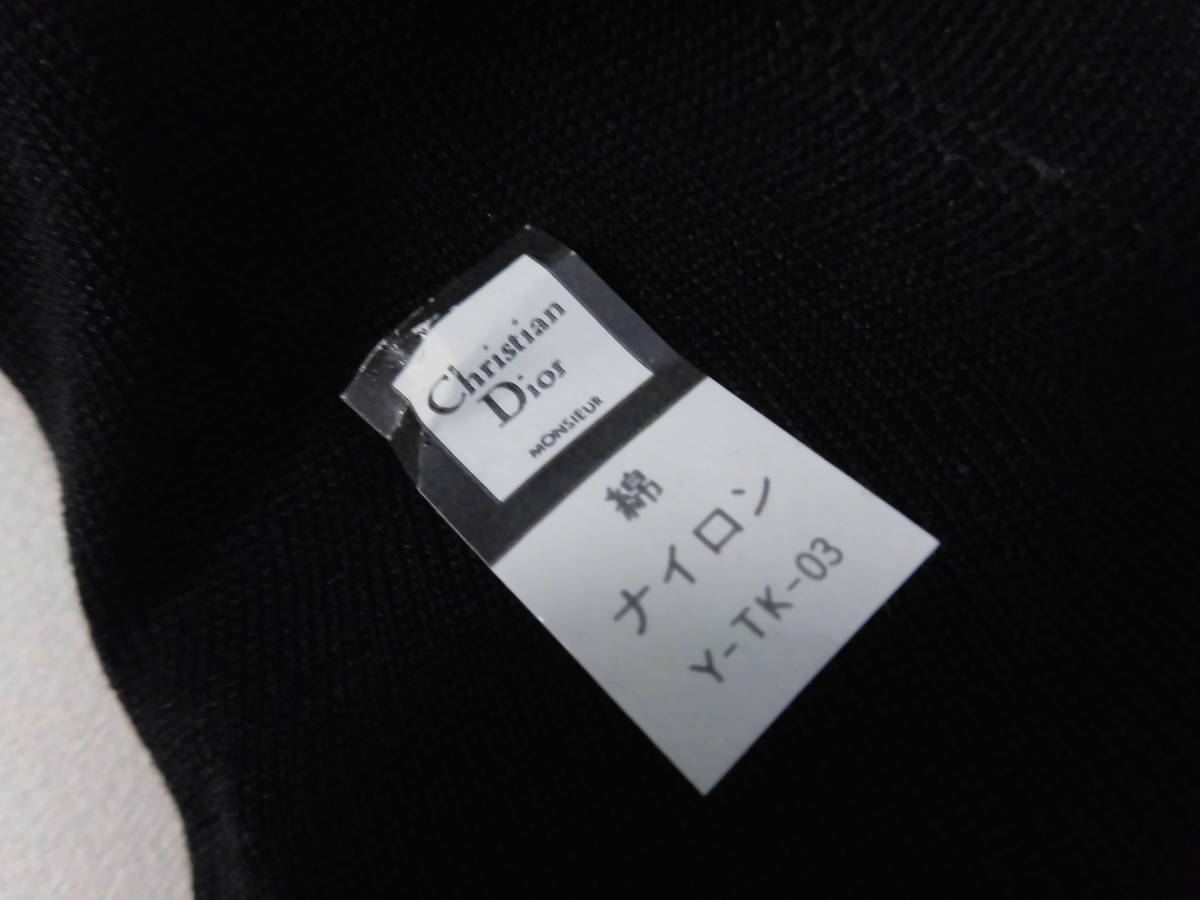 Christian
Dior
MONSIEUR
綿
ナイロン
Y-TK-03